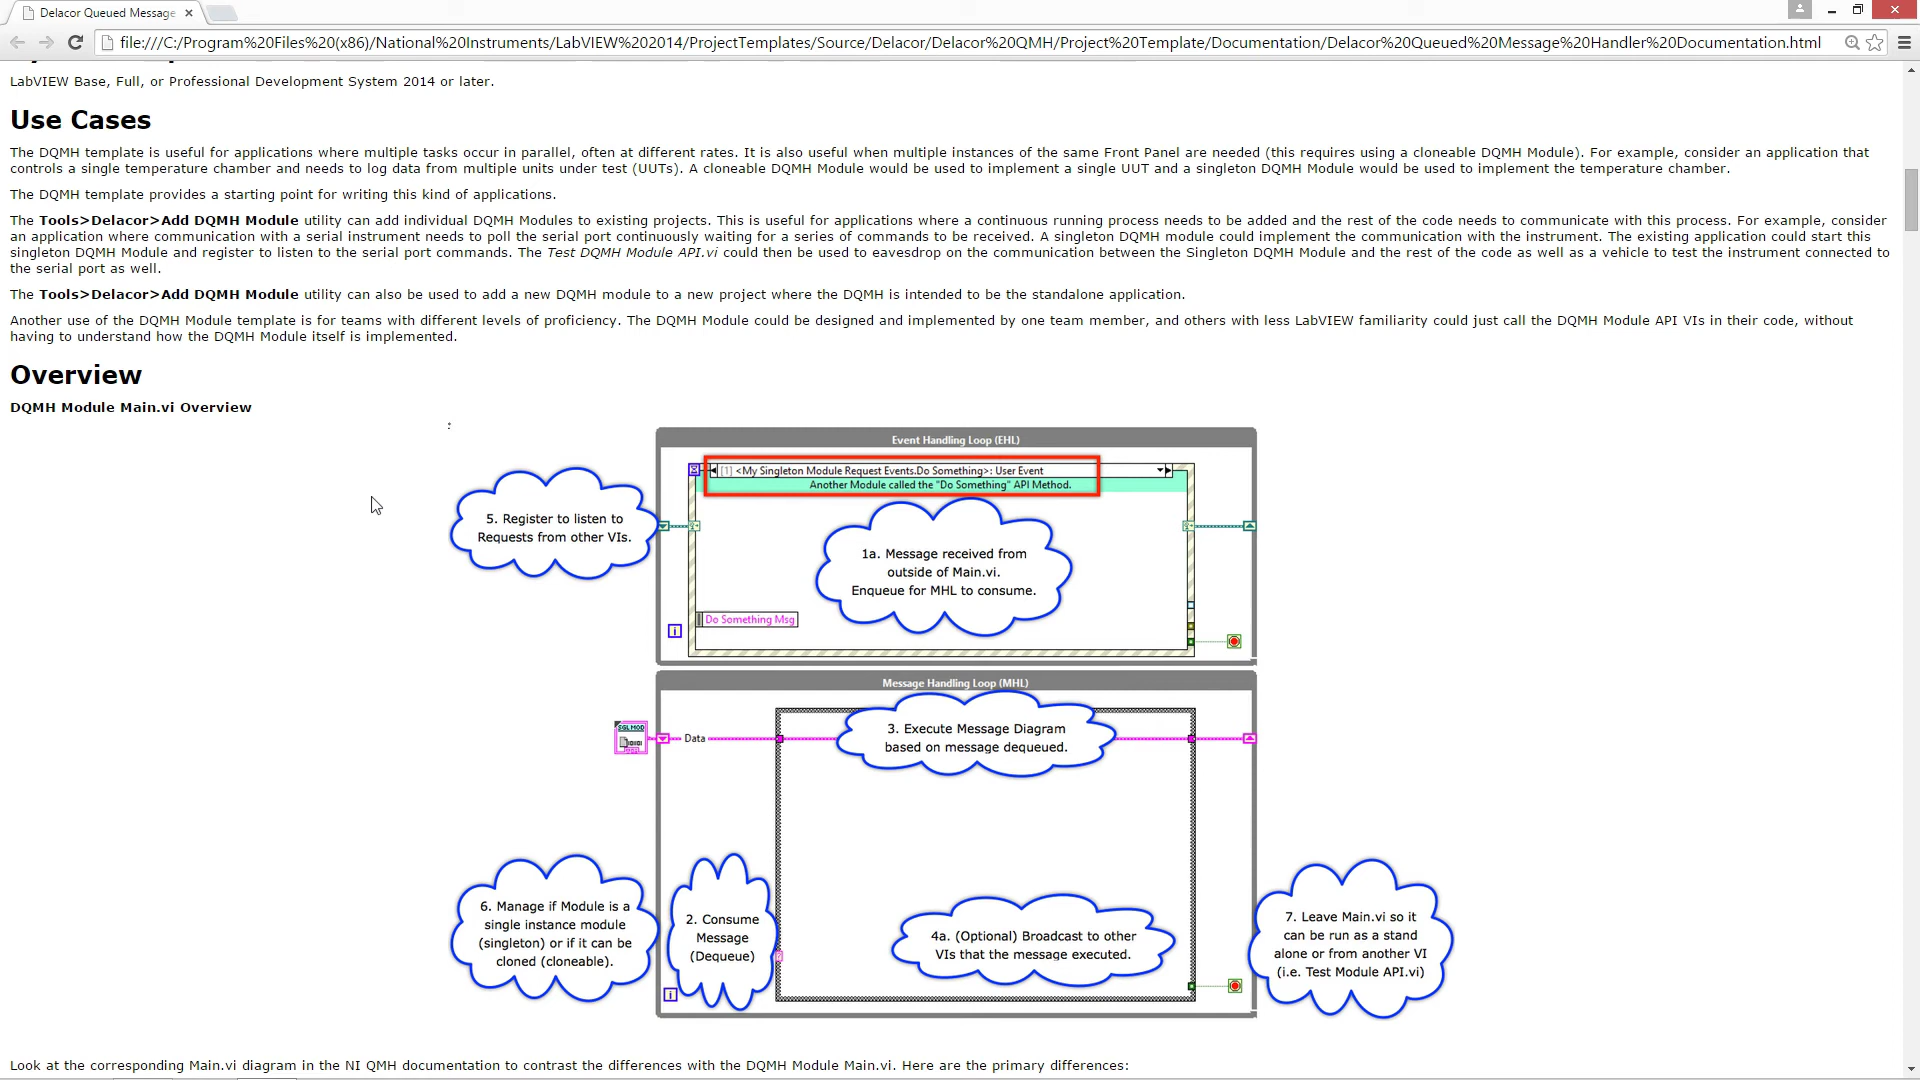 Delacor Queued Message
file:///C:/Program%20Files%20(x86)/National%20Instruments/LabVIEW%202014/ProjectTemplates/Source/Delacor/Delacor%20QMH/Project%20Template/Documentation/Delacor%20Queued%20Message%20Handler%20Documentation.html
LabVIEW Base, Full, or Professional Development System 2014 or later.
Use Cases
The DQMH template is useful for applications where multiple tasks occur in parallel, often at different rates. It is also useful when multiple instances of the same Front Panel are needed (this requires using a cloneable DQMH Module). For example, consider an application that
controls a single temperature chamber and needs to log data from multiple units under test (UUTs). A cloneable DQMH Module would be used to implement a single UUT and a singleton DQMH Module would be used to implement the temperature chamber.
The DQMH template provides a starting point for writing this kind of applications.
The Tools>Delacor>Add DQMH Module utility can add individual DQMH Modules to existing projects. This is useful for applications where a continuous running process needs to be added and the rest of the code needs to communicate with this process. For example, consider
an application where communication with a serial instrument needs to poll the serial port continuously waiting for a series of commands to be received. A singleton DQMH module could implement the communication with the instrument. The existing application could start this
singleton DQMH Module and register to listen to the serial port commands. The Test DQMH Module API.vi could then be used to eavesdrop on the communication between the Singleton DQMH Module and the rest of the code as well as a vehicle to test the instrument connected to
the serial port as well.
The Tools>Delacor>Add DQMH Module utility can also be used to add a new DQMH module to a new project where the DQMH is intended to be the standalone application.
Another use of the DQMH Module template is for teams with different levels of proficiency. The DQMH Module could be designed and implemented by one team member, and others with less LabVIEW familiarity could just call the DQMH Module API VIs in their code, without
having to understand how the DQMH Module itself is implemented.
Overview
DQMH Module Main.vi Overview
Event Handling Loop (EHL)
[1] <My Singleton Module Request Events.Do Something>: User Event
Another Module called the "Do Something" API Method.
5. Register to listen to
Requests from other VIs.
1a. Message received from
outside of Main.vi.
Enqueue for MHL to consume.
Do Something Msg
i
Message Handling Loop (MHL)
SGL MOD
Data
3. Execute Message Diagram
based on message dequeued.
6. Manage if Module is a
single instance module
(singleton) or if it can be
cloned (cloneable).
2. Consume
Message
(Dequeue)
4a. (Optional) Broadcast to other
VIs that the message executed.
7. Leave Main.vi so it
can be run as a stand
alone or from another VI
(i.e. Test Module API.vi)
i
Look at the corresponding Main.vi diagram in the NI QMH documentation to contrast the differences with the DQMH Module Main.vi. Here are the primary differences: